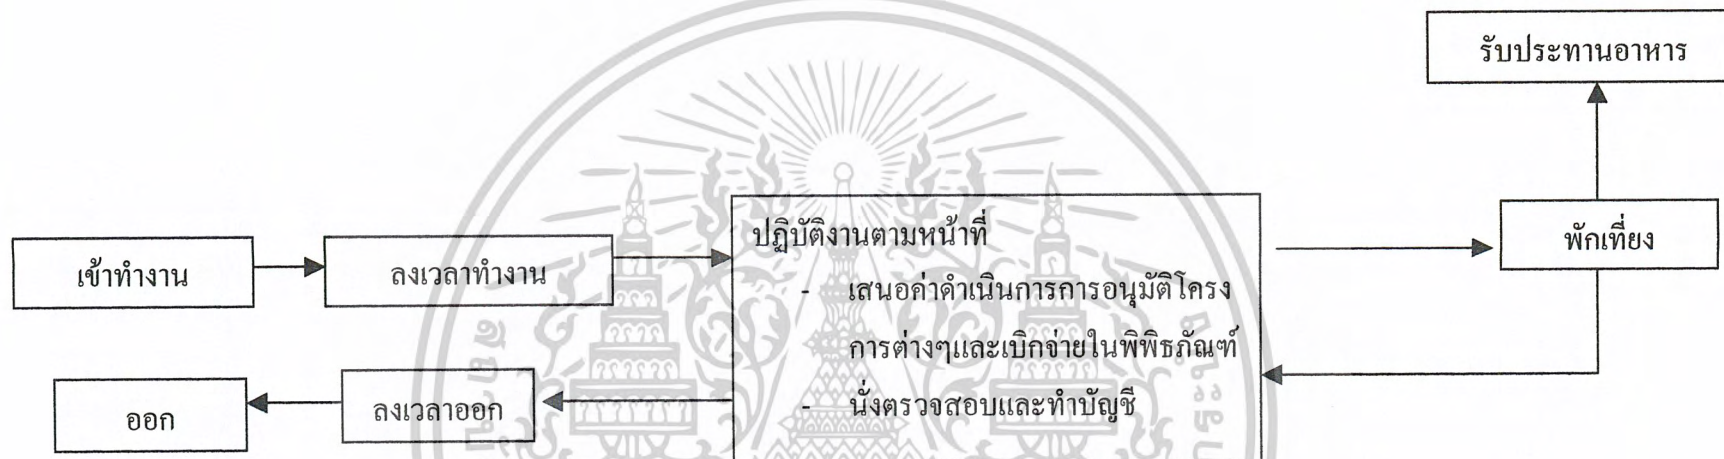 รับประทานอาหาร
เข้าทำงาน
ลงเวลาทำงาน
ปฏิบัติงานตามหน้าที่
- เสนอค่าดำเนินการการอนุมัติโครง
การต่างๆและเบิกจ่ายในพิพิธภัณฑ์
- นั่งตรวจสอบและทำบัญชี
พักเที่ยง
ลงเวลาออก
ออก